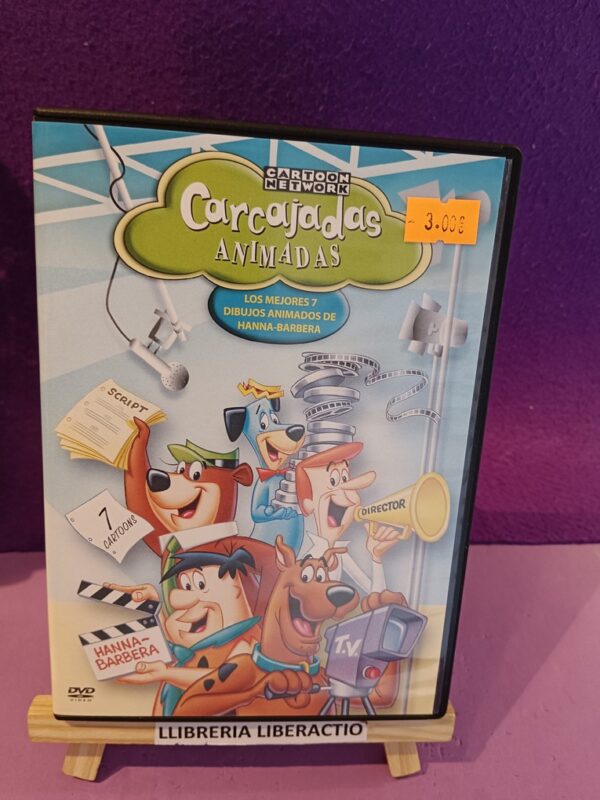 CARTOON
NETWORK
Carcajadas
ANIMADAS
3.00€
LOS MEJORES 7
DIBUJOS ANIMADOS DE
HANNA-BARBERA
SCRIPT
7
CARTOONS
DIRECTOR
HANNA-
BARBERA
T.V.
DVD
VIDEO
LLIBRERIA LIBERACTIO